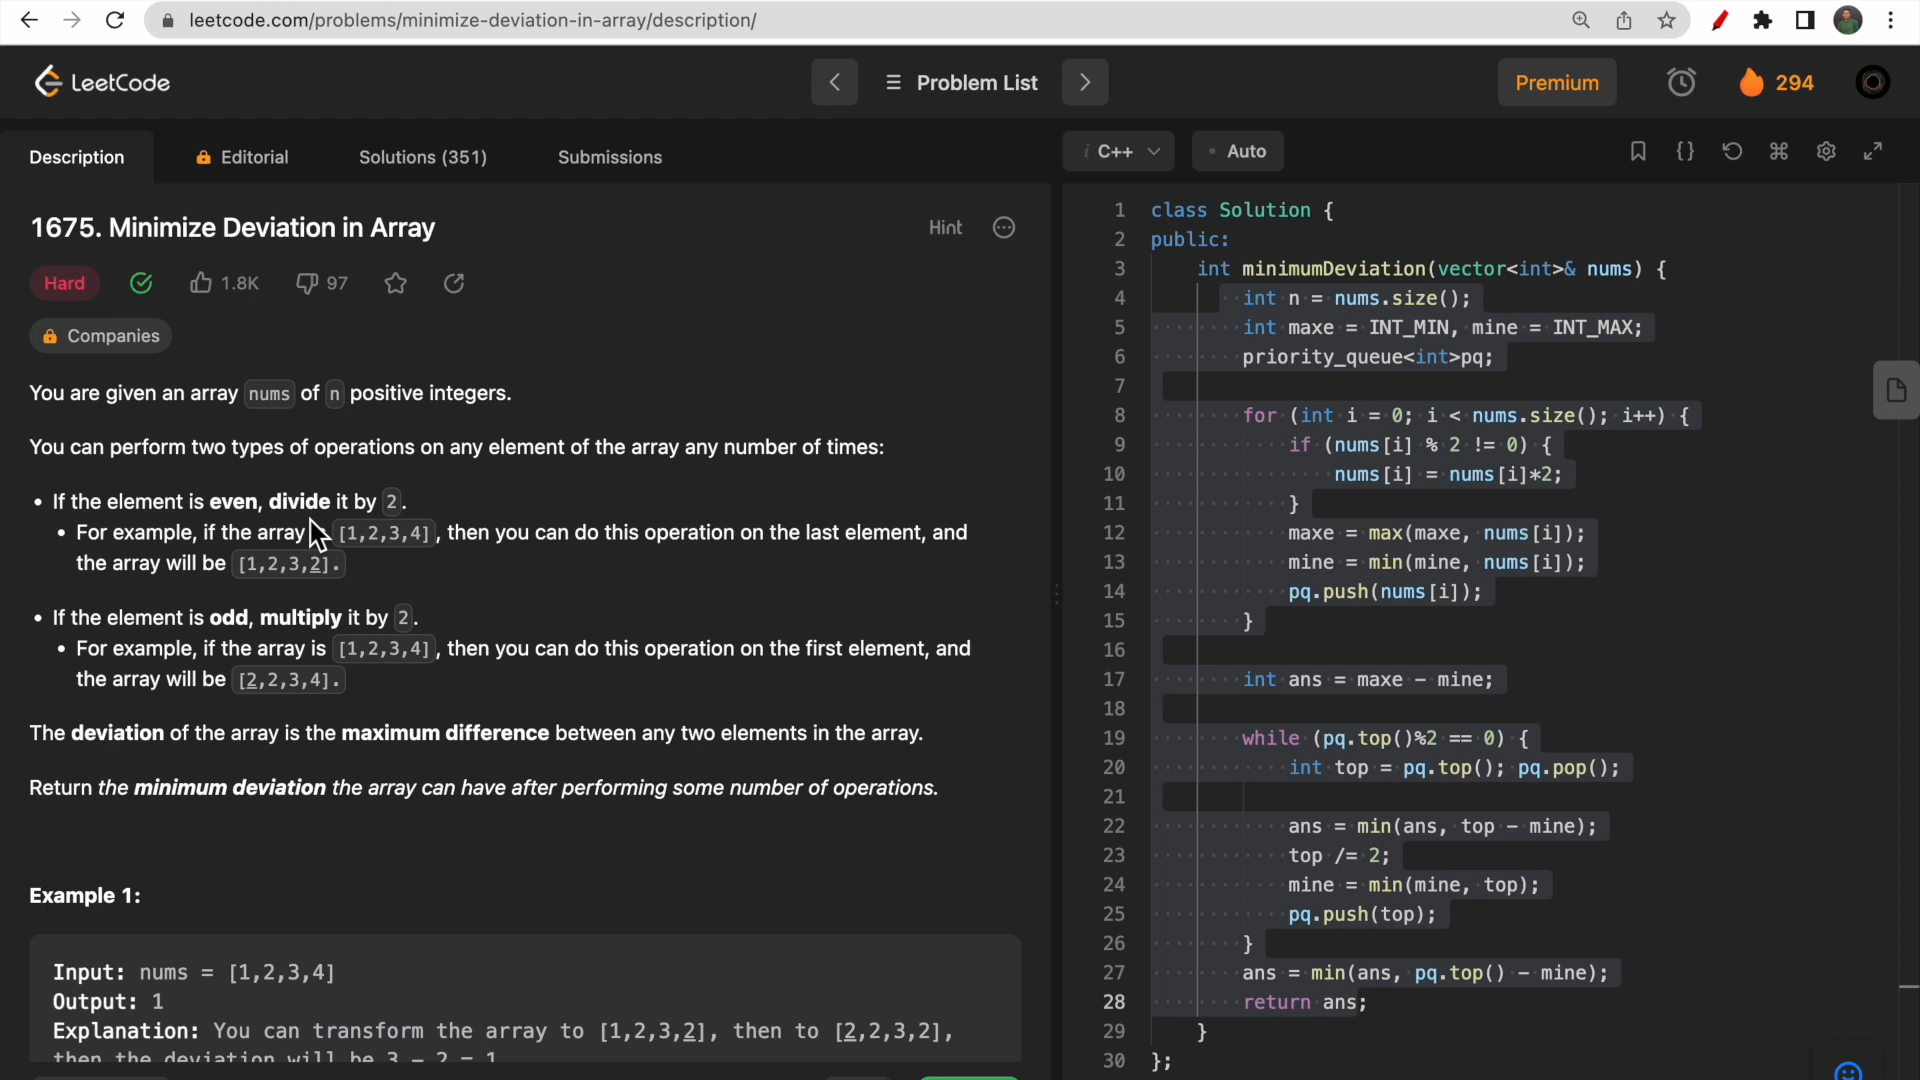 leetcode.com/problems/minimize-deviation-in-array/description/
LeetCode
Problem List
Premium
294
Description
Editorial
Solutions (351)
Submissions
1675. Minimize Deviation in Array
Hint
Hard
1.8K
97
Companies
You are given an array nums of n positive integers.
You can perform two types of operations on any element of the array any number of times:
• If the element is even, divide it by 2.
• For example, if the array [1,2,3,4], then you can do this operation on the last element, and
the array will be [1,2,3,2].
• If the element is odd, multiply it by 2.
• For example, if the array is [1,2,3,4], then you can do this operation on the first element, and
the array will be [2,2,3,4].
The deviation of the array is the maximum difference between any two elements in the array.
Return the minimum deviation the array can have after performing some number of operations.
Example 1:
Input: nums = [1,2,3,4]
Output: 1
Explanation: You can transform the array to [1,2,3,2], then to [2,2,3,2],
then the deviation will be 3 - 2 = 1
i C++
• Auto
{}
1 class Solution {
2 public:
3 int minimumDeviation(vector<int>& nums) {
4 int n = nums.size();
5 int maxe = INT_MIN, mine = INT_MAX;
6 priority_queue<int>pq;
7
8 for (int i = 0; i < nums.size(); i++) {
9 if (nums[i] % 2 != 0) {
10 nums[i] = nums[i]*2;
11 }
12 maxe = max(maxe, nums[i]);
13 mine = min(mine, nums[i]);
14 pq.push(nums[i]);
15 }
16
17 int ans = maxe - mine;
18
19 while (pq.top()%2 == 0) {
20 int top = pq.top(); pq.pop();
21
22 ans = min(ans, top - mine);
23 top /= 2;
24 mine = min(mine, top);
25 pq.push(top);
26 }
27 ans = min(ans, pq.top() - mine);
28 return ans;
29 }
30 };